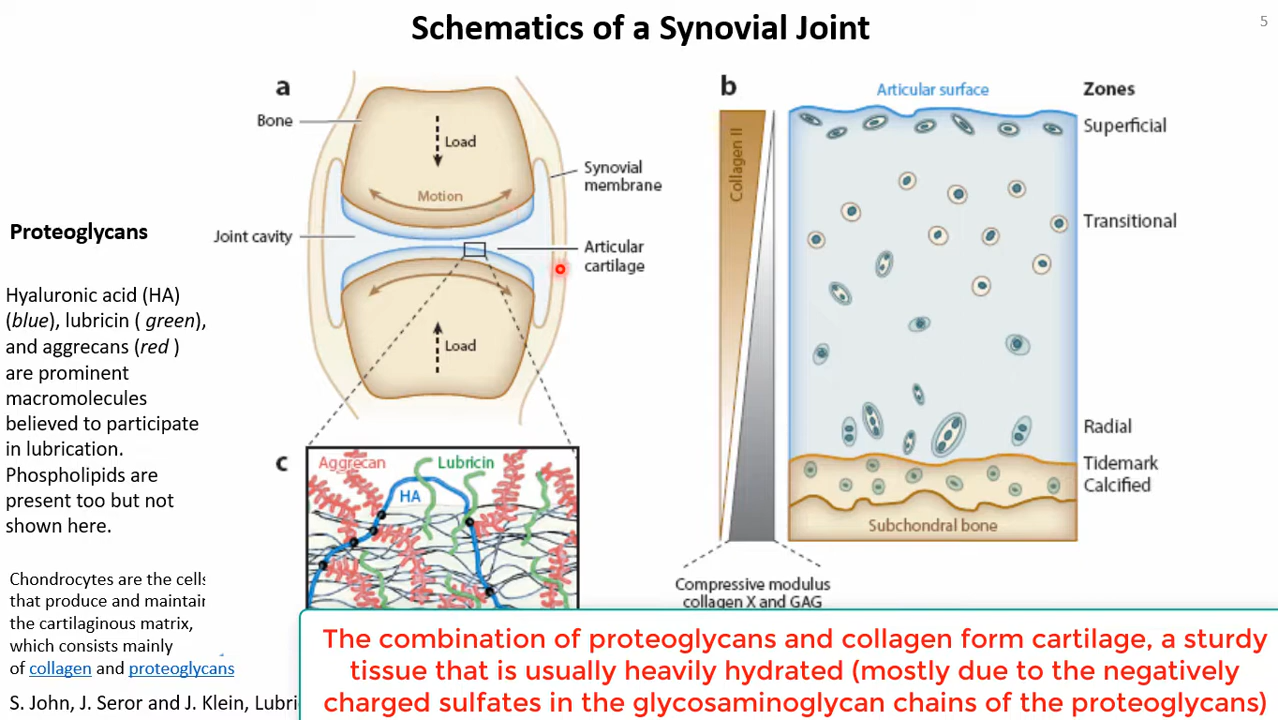 Schematics of a Synovial Joint
5
a
Bone
Load
Motion
Synovial
membrane
Joint cavity
Articular
cartilage
Load
b
Articular surface
Zones
Collagen II
Superficial
Transitional
Radial
Tidemark
Calcified
Subchondral bone
Compressive modulus
collagen X and GAG
c
Aggrecan
Lubricin
HA
Proteoglycans
Hyaluronic acid (HA)
(blue), lubricin ( green),
and aggrecans (red )
are prominent
macromolecules
believed to participate
in lubrication.
Phospholipids are
present too but not
shown here.
Chondrocytes are the cells
that produce and maintain
the cartilaginous matrix,
which consists mainly
of collagen and proteoglycans
S. John, J. Seror and J. Klein, Lubri
The combination of proteoglycans and collagen form cartilage, a sturdy
tissue that is usually heavily hydrated (mostly due to the negatively
charged sulfates in the glycosaminoglycan chains of the proteoglycans)